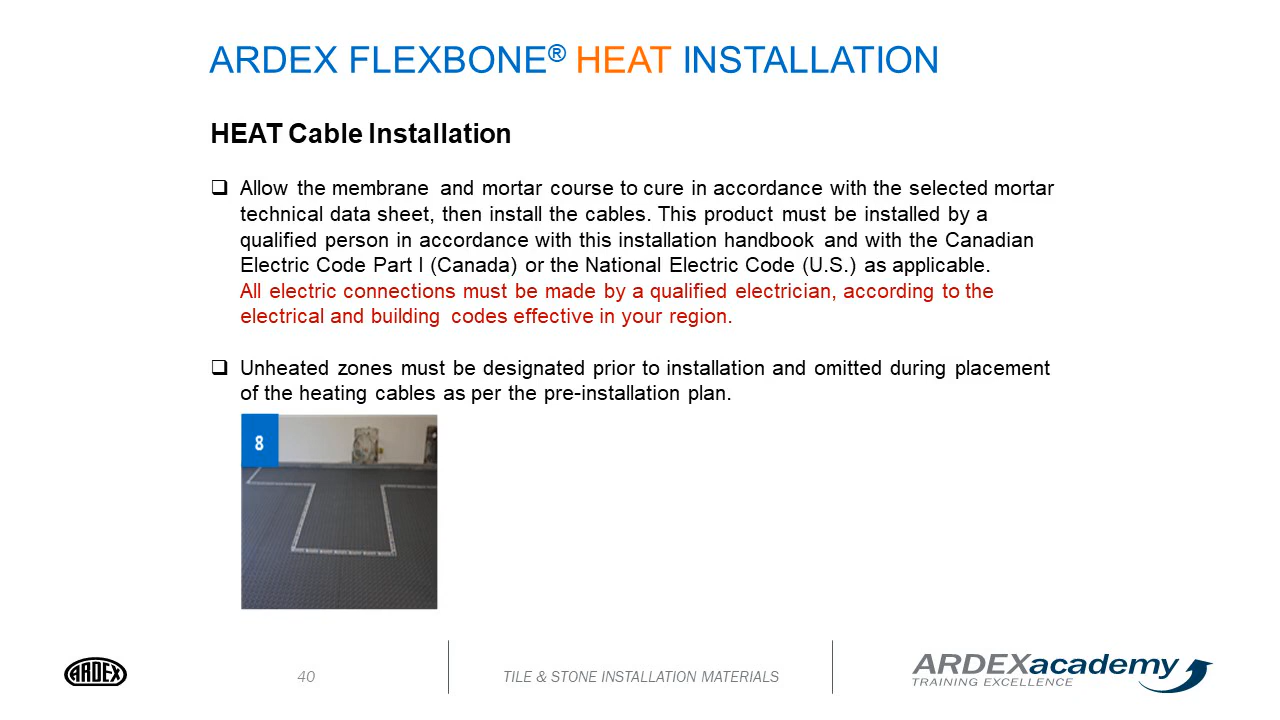 ARDEX FLEXBONE® HEAT INSTALLATION
HEAT Cable Installation
Allow the membrane and mortar course to cure in accordance with the selected mortar
technical data sheet, then install the cables. This product must be installed by a
qualified person in accordance with this installation handbook and with the Canadian
Electric Code Part I (Canada) or the National Electric Code (U.S.) as applicable.
All electric connections must be made by a qualified electrician, according to the
electrical and building codes effective in your region.
Unheated zones must be designated prior to installation and omitted during placement
of the heating cables as per the pre-installation plan.
8
ARDEX
40
TILE & STONE INSTALLATION MATERIALS
ARDEXacademy
TRAINING EXCELLENCE